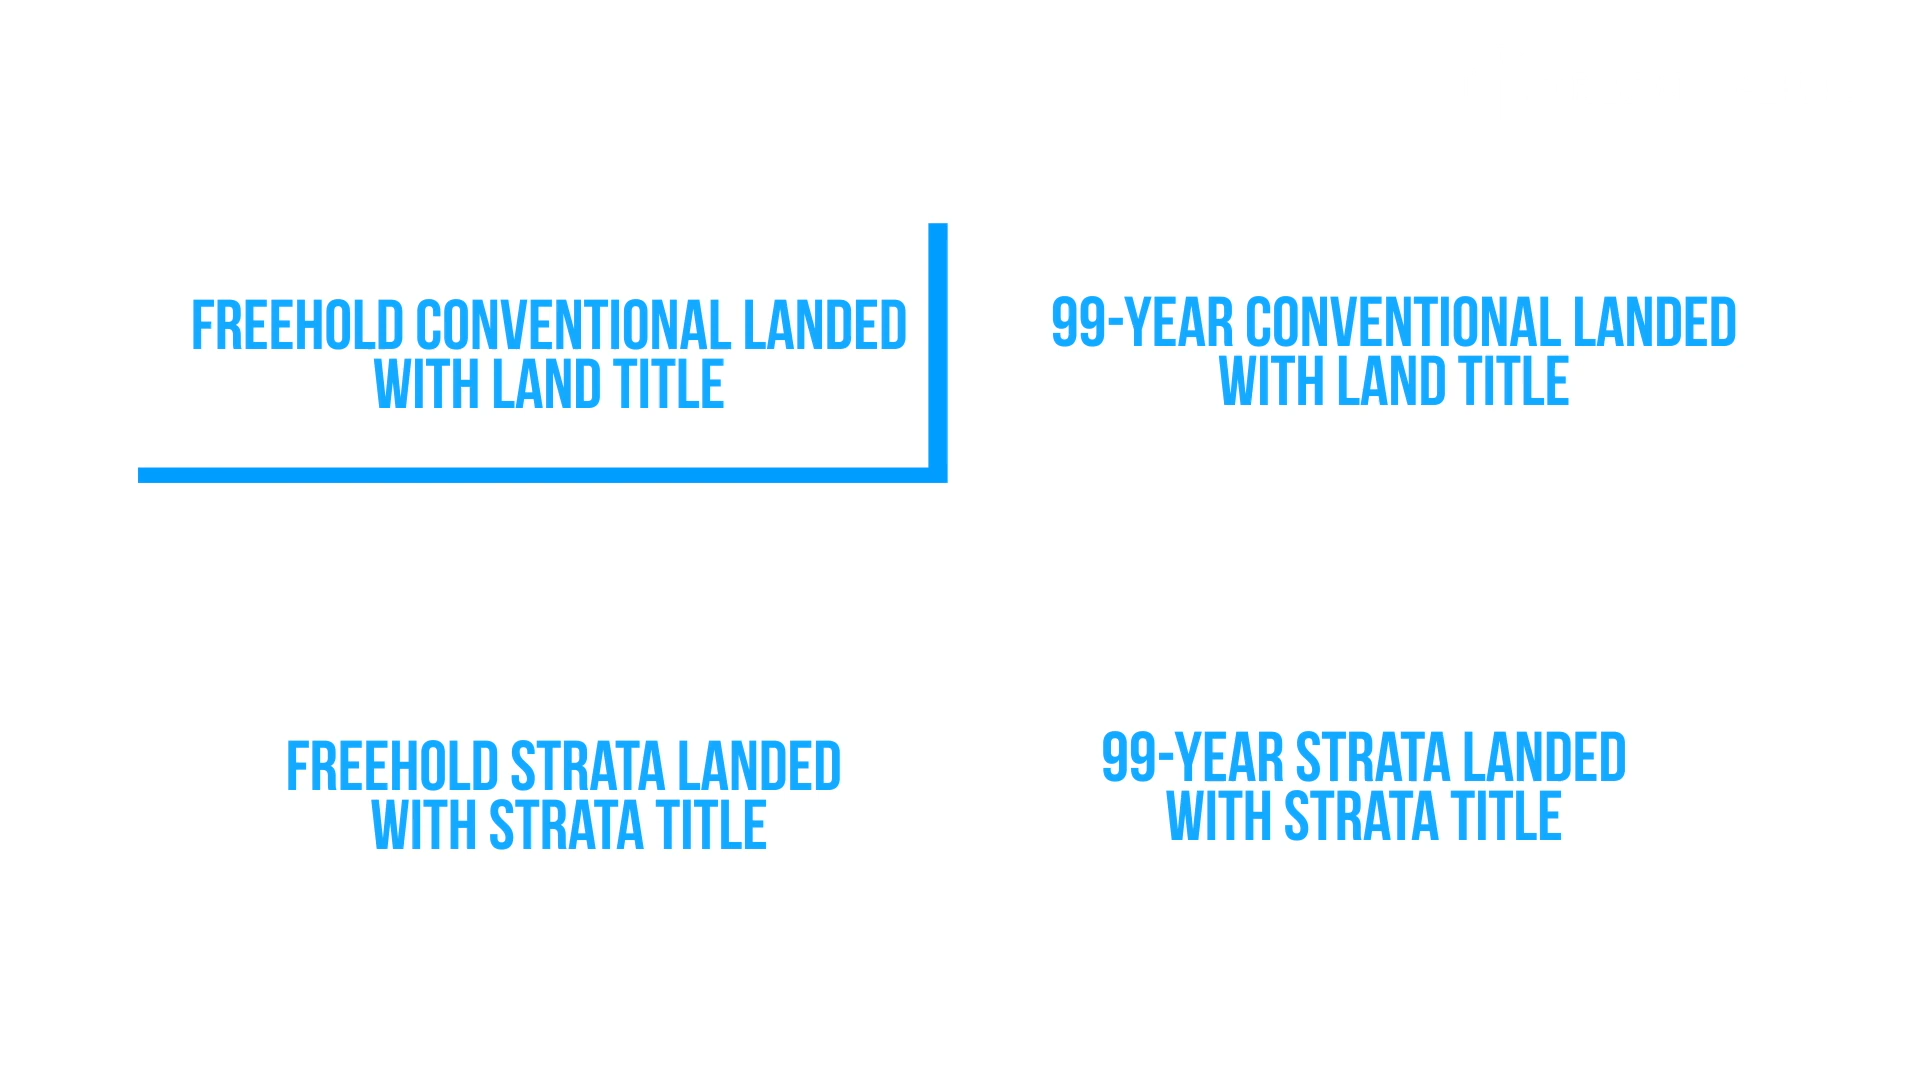 FREEHOLD CONVENTIONAL LANDED
WITH LAND TITLE
99-YEAR CONVENTIONAL LANDED
WITH LAND TITLE
FREEHOLD STRATA LANDED
WITH STRATA TITLE
99-YEAR STRATA LANDED
WITH STRATA TITLE